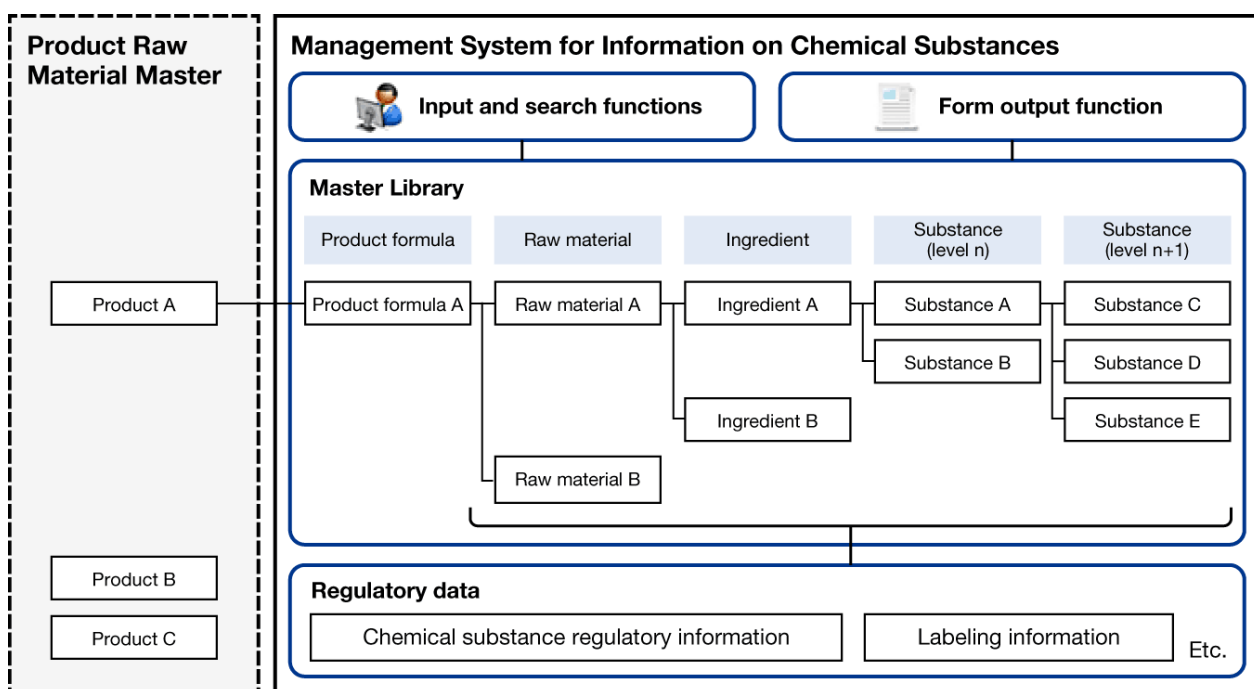 Product Raw
Material Master
Product A
Product B
Product C
Management System for Information on Chemical Substances
Input and search functions
Form output function
Master Library
Product formula
Raw material
Ingredient
Substance
(level n)
Substance
(level n+1)
Product formula A
Raw material A
Ingredient A
Substance A
Substance C
Substance B
Substance D
Ingredient B
Substance E
Raw material B
Regulatory data
Chemical substance regulatory information
Labeling information
Etc.